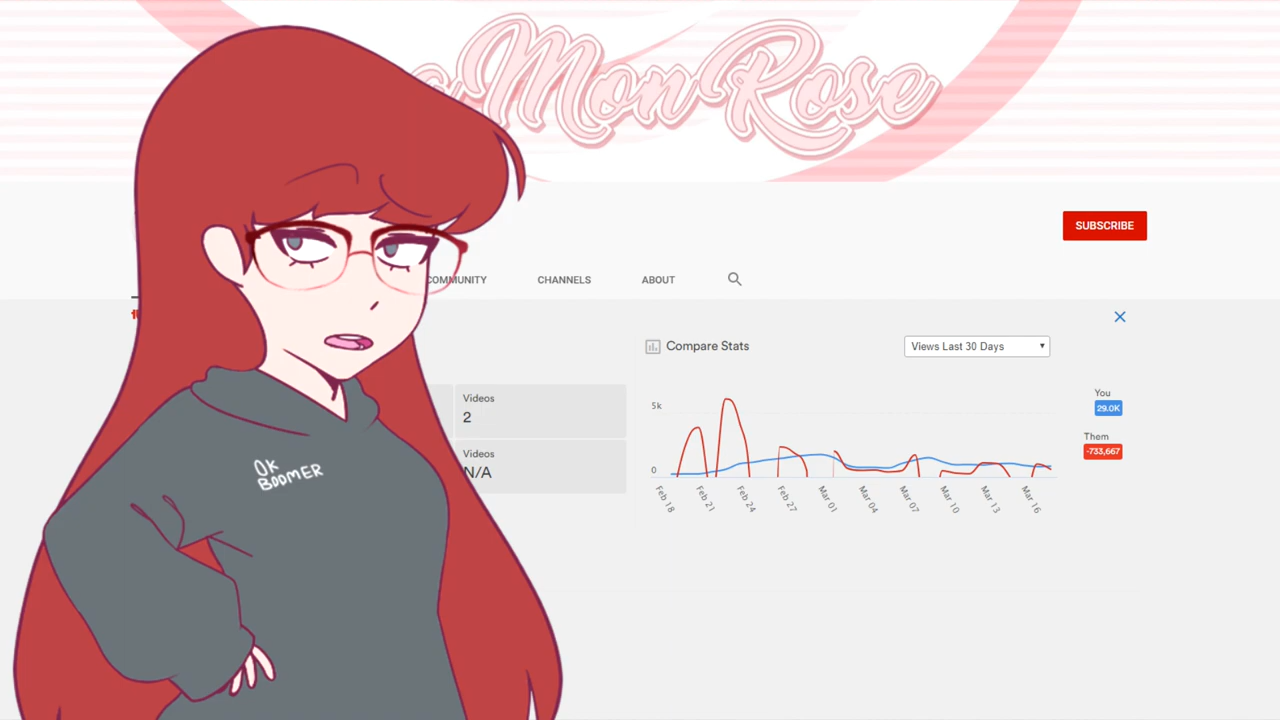 MonRose
SUBSCRIBE
COMMUNITY
CHANNELS
ABOUT
Compare Stats
Views Last 30 Days
Videos
2
N/A
Videos
5k
0
Feb 18
Feb 21
Feb 24
Feb 27
Mar 01
Mar 04
Mar 07
Mar 10
Mar 13
Mar 16
You
29.0K
Them
-733,667
OK
BOOMER